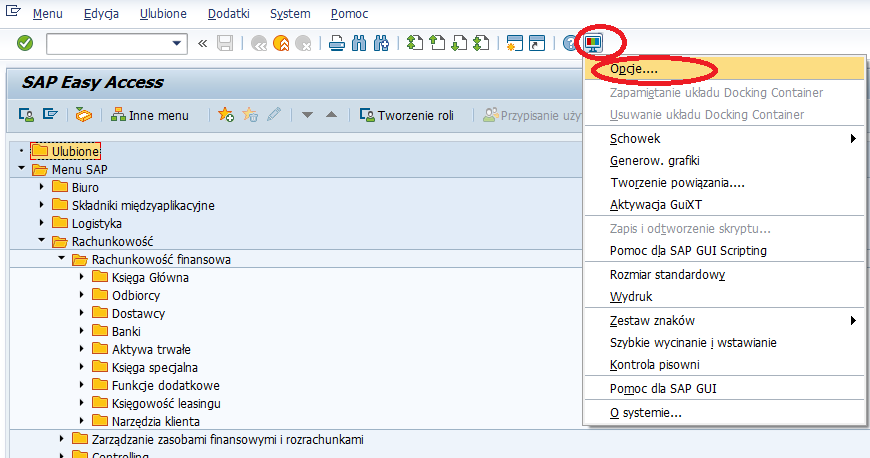 Menu Edycja Ulubione Dodatki System Pomoc
SAP Easy Access
Inne menu Tworzenie roli Przypisanie uży
Ulubione
Menu SAP
Biuro
Składniki międzyaplikacyjne
Logistyka
Rachunkowość
Rachunkowość finansowa
Księga Główna
Odbiorcy
Dostawcy
Banki
Aktywa trwałe
Księga specjalna
Funkcje dodatkowe
Księgowość leasingu
Narzędzia klienta
Zarządzanie zasobami finansowymi i rozrachunkami
Controlling
Opcje....
Zapamiętanie układu Docking Container
Usuwanie układu Docking Container
Schowek
Generow. grafiki
Tworzenie powiązania....
Aktywacja GuiXT
Zapis i odtworzenie skryptu...
Pomoc dla SAP GUI Scripting
Rozmiar standardowy
Wydruk
Zestaw znaków
Szybkie wycinanie i wstawianie
Kontrola pisowni
Pomoc dla SAP GUI
O systemie...